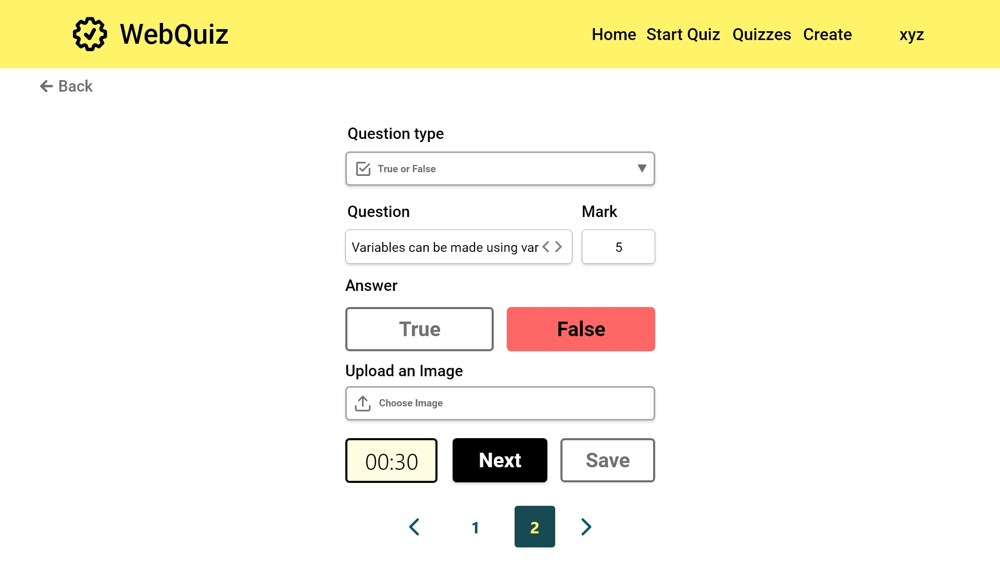 WebQuiz
Home Start Quiz Quizzes Create xyz
Back
Question type
True or False
Question Mark
Variables can be made using var 5
Answer
True False
Upload an Image
Choose Image
00:30 Next Save
1 2